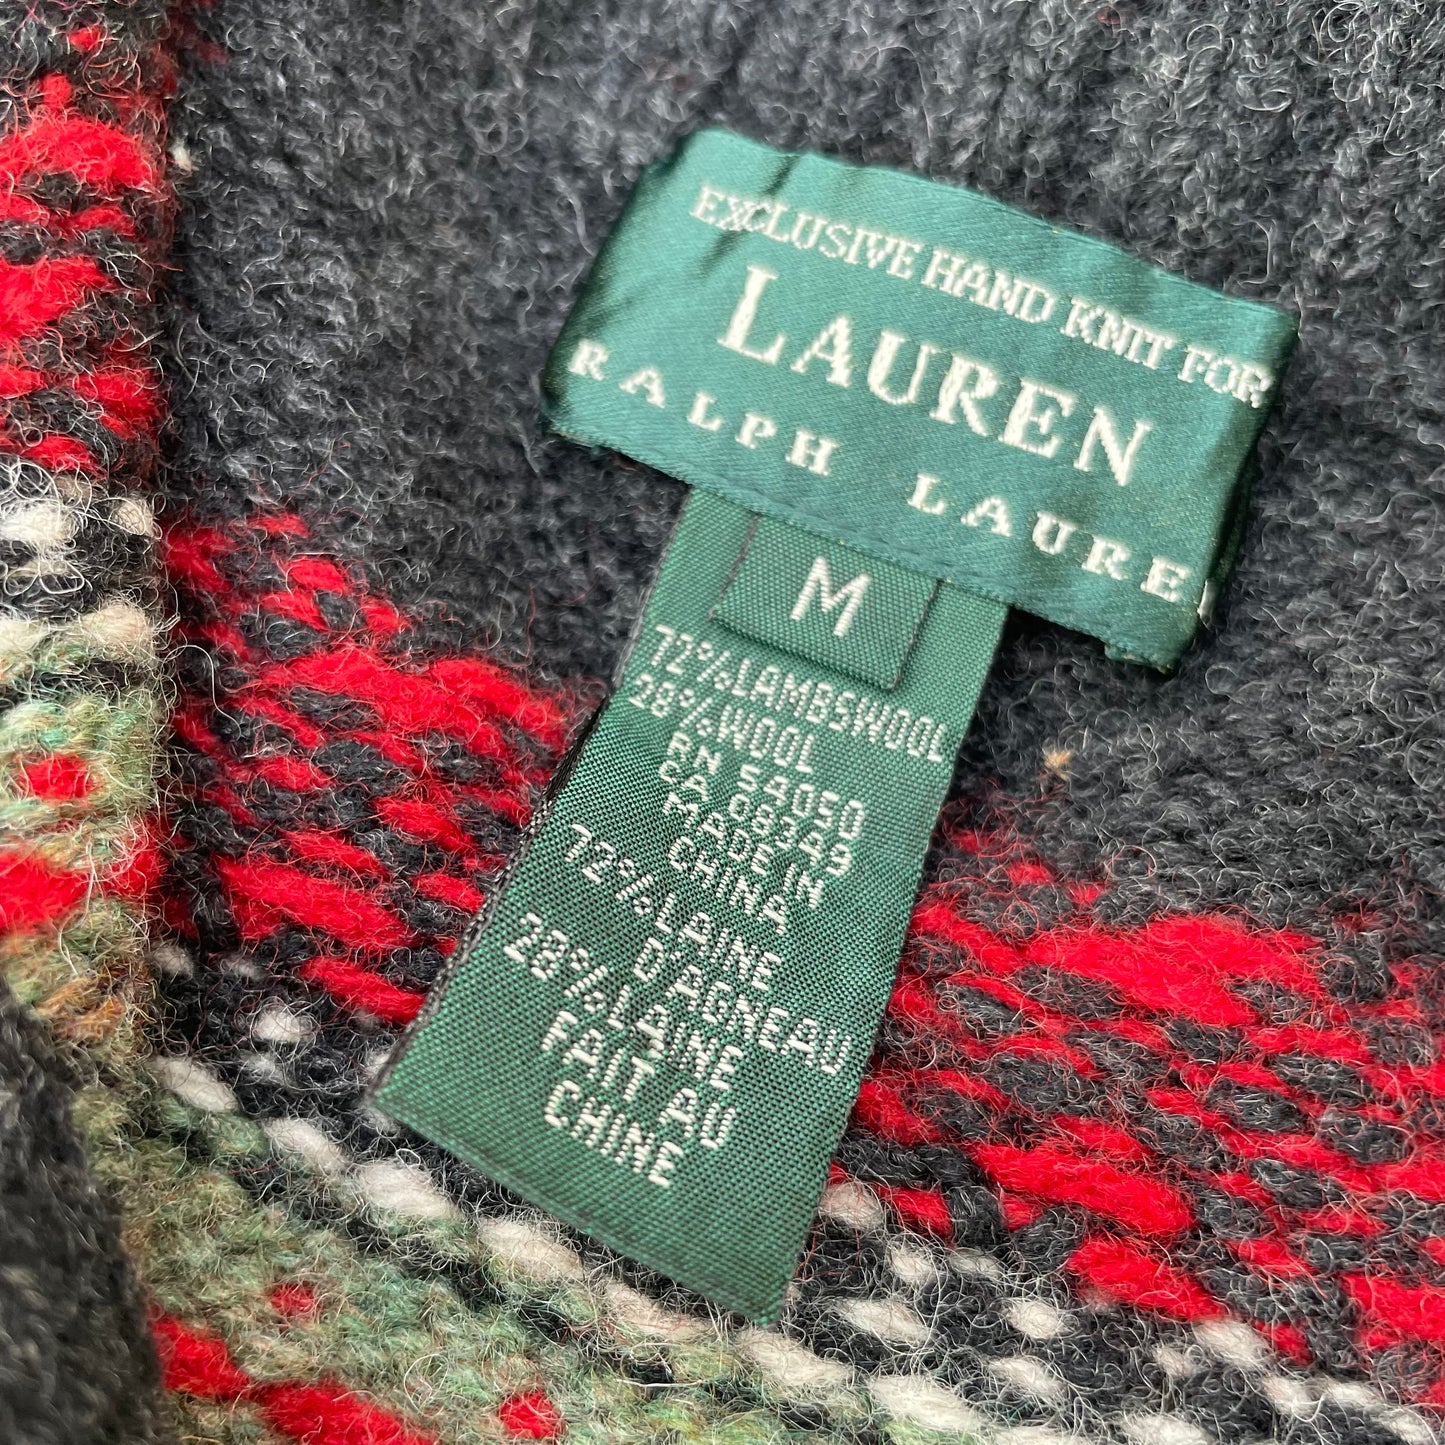 EXCLUSIVE HAND KNIT FOR
LAUREN
RALPH LAURE
M
72%LAMBSWOOL
28%WOOL
RN 54050
CA 08349
MADE IN
CHINA
72%LAINE
D'AGNEAU
28%LAINE
FAIT AU
CHINE